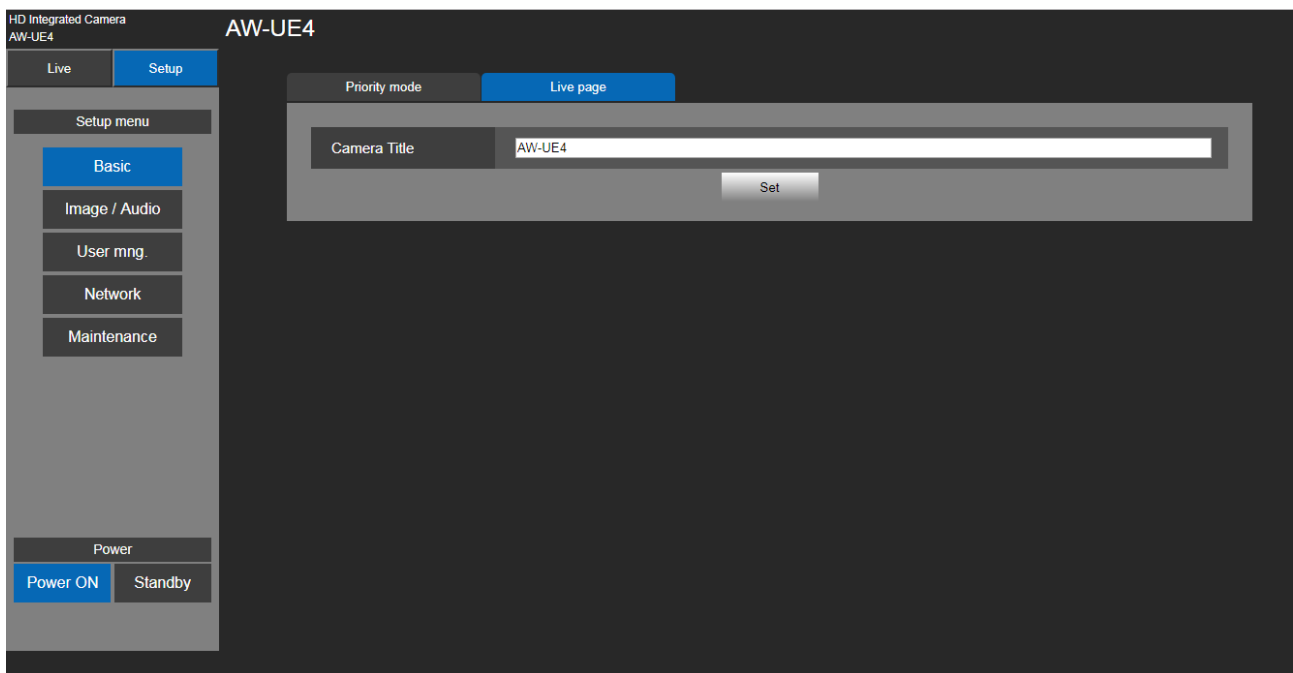 HD Integrated Camera
AW-UE4
AW-UE4
Live
Setup
Setup menu
Basic
Image / Audio
User mng.
Network
Maintenance
Power
Power ON
Standby
Priority mode
Live page
Camera Title
AW-UE4
Set